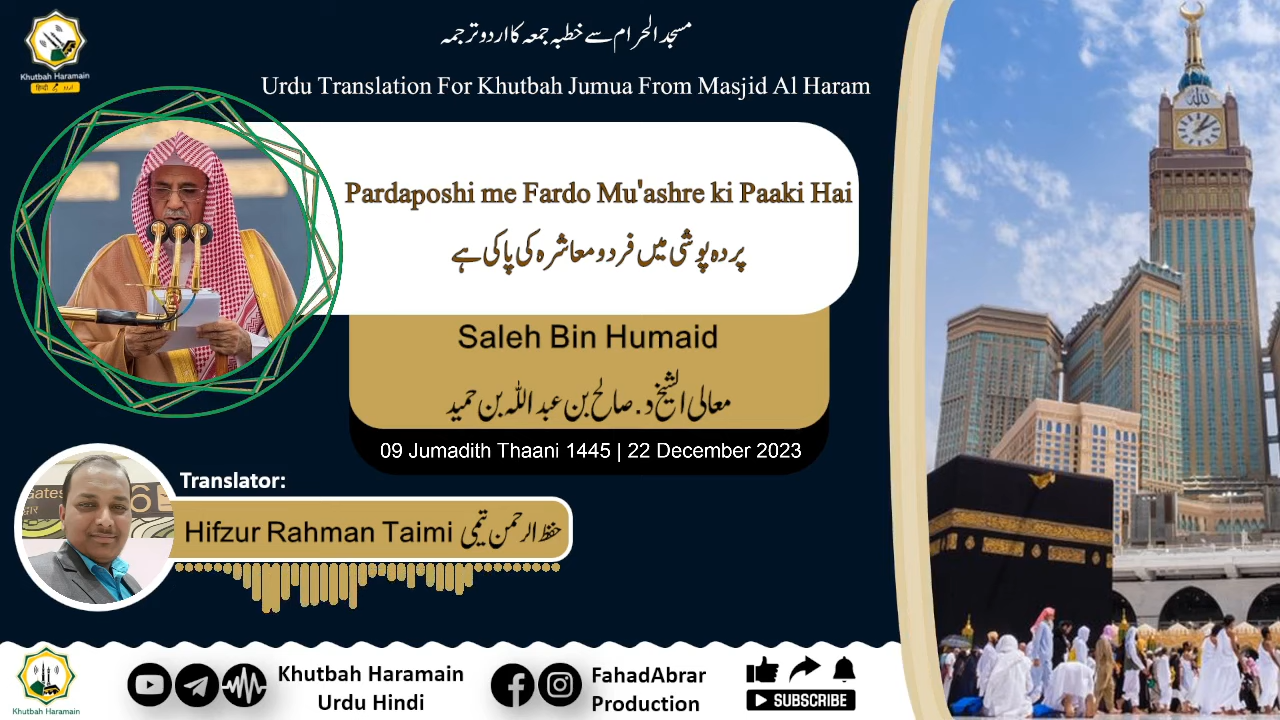 مسجد الحرام سے خطبہ جمعہ کا اردو ترجمہ
Khutbah Haramain
हिन्दी اردو
Urdu Translation For Khutbah Jumua From Masjid Al Haram
Pardaposhi me Fardo Mu'ashre ki Paaki Hai
پردہ پوشی میں فرد و معاشرہ کی پاکی ہے
Saleh Bin Humaid
معالی الشیخ د. صالح بن عبد اللہ بن حمید
09 Jumadith Thaani 1445 | 22 December 2023
Translator:
Hifzur Rahman Taimi حفظ الرحمن تیمی
Khutbah Haramain
Urdu Hindi
FahadAbrar
Production
SUBSCRIBE
Khutbah Haramain